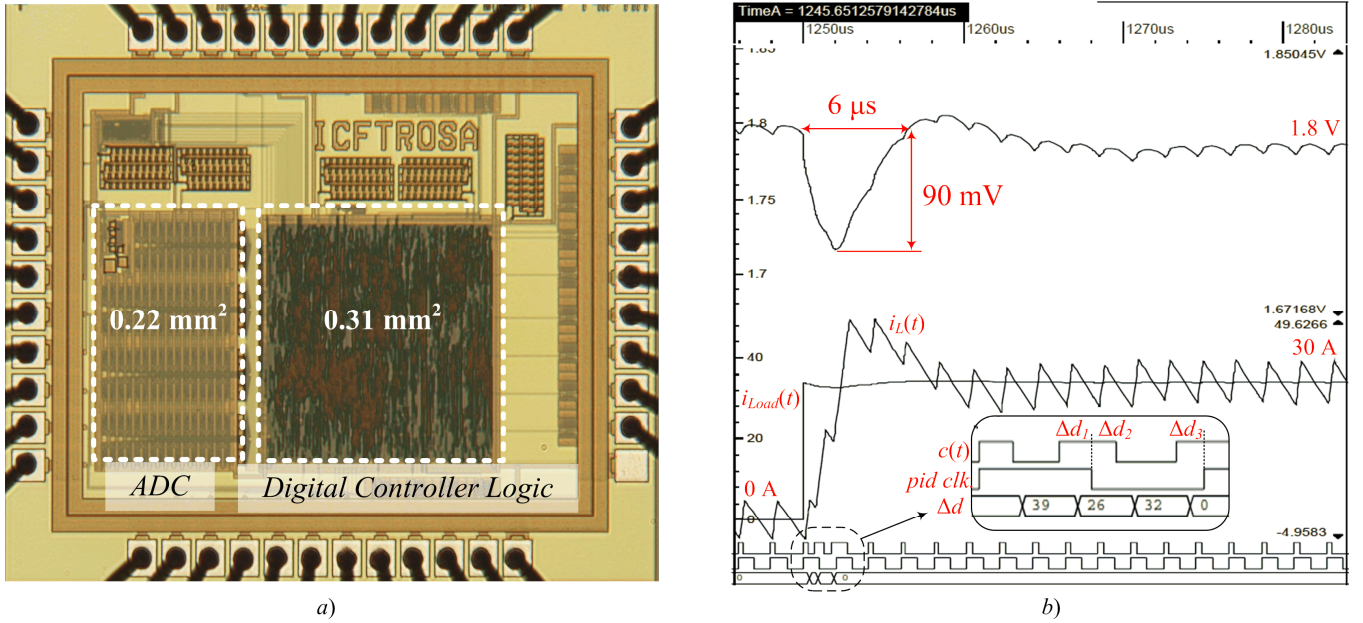 ICFTROSA
0.22 mm²
0.31 mm²
ADC
Digital Controller Logic
a)
TimeA = 1245.6512579142784us
1250us
1260us
1270us
1280us
1.85
1.85045V
6 µs
1.8
1.8 V
1.75
90 mV
1.7
1.67168V
49.6266
iL(t)
40
30 A
iLoad(t)
20
Δd1
Δd2
Δd3
c(t)
pid clk.
0 A
Δd
39
26
32
0
0
-4.9583
0
0
b)